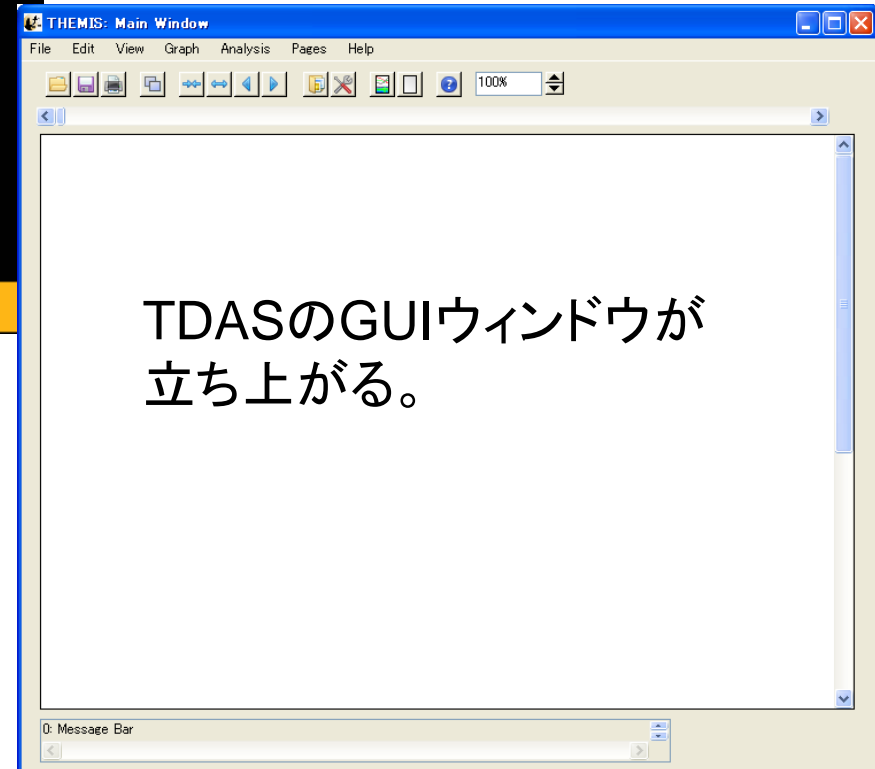 THEMIS: Main Window
File Edit View Graph Analysis Pages Help
100%
TDASのGUIウィンドウが
立ち上がる。
0: Message Bar